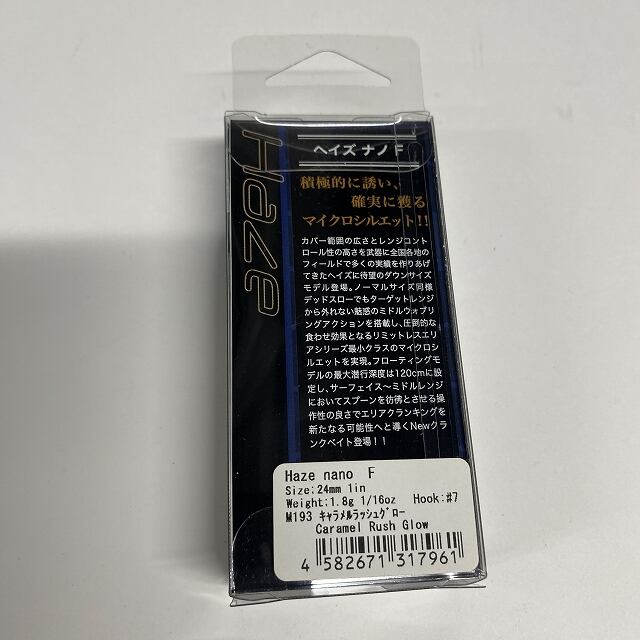 Haze
ヘイズ ナノ F
積極的に誘い、
確実に獲る
マイクロシルエット!!
カバー範囲の広さとレンジコント
ロール性の高さを武器に全国各地の
フィールドで多くの実績を作りあげ
てきたヘイズに待望のダウンサイズ
モデル登場。ノーマルサイズ同様
デッドスローでもターゲットレンジ
から外れない魅惑のミドルウォブリ
ングアクションを搭載し、圧倒的な
食わせ効果となるリミットレスエリ
アシリーズ最小クラスのマイクロシ
ルエットを実現。フローティングモ
デルの最大潜行深度は120cmに設
定し、サーフェイス〜ミドルレンジ
においてスプーンを彷彿とさせる操
作性の良さでエリアクランキングを
新たなる可能性へと導くNewクラ
ンクベイト登場!!
Haze nano F
Size:24mm 1in
Weight:1.8g 1/16oz Hook:#7
M193 キャラメルラッシュグロー
Caramel Rush Glow
4 582671 317961